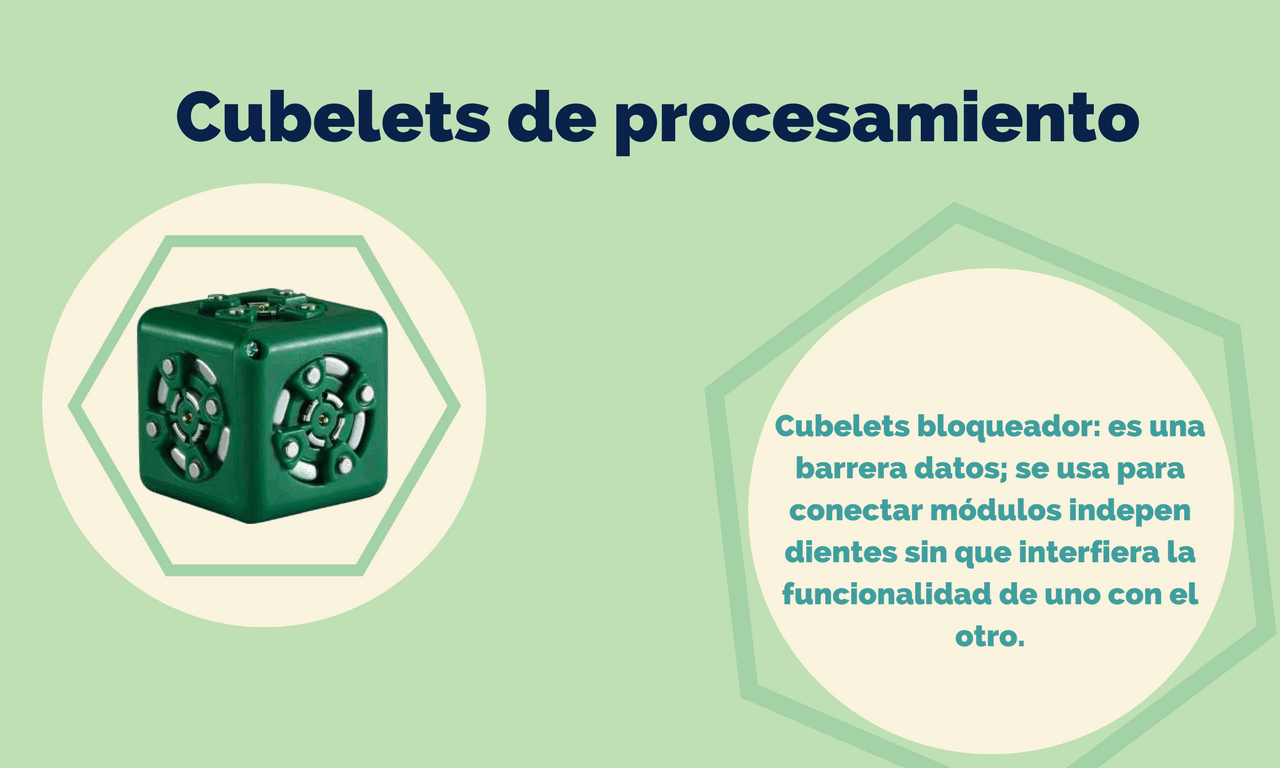 Cubelets de procesamiento
Cubelets bloqueador: es una
barrera datos; se usa para
conectar módulos indepen
dientes sin que interfiera la
funcionalidad de uno con el
otro.